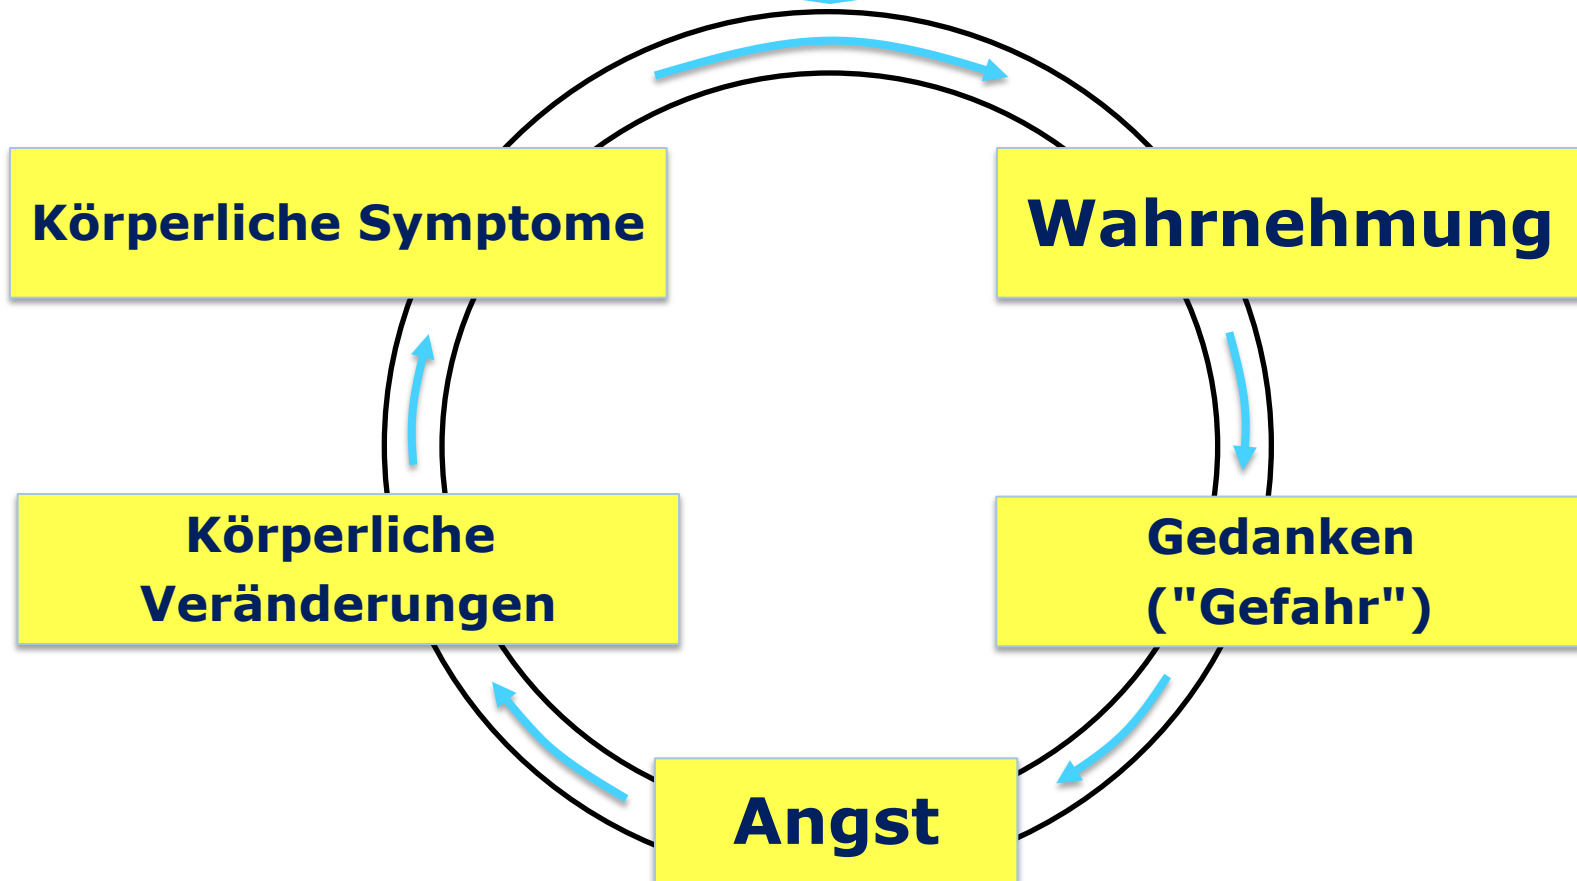 Körperliche Symptome
Wahrnehmung
Körperliche
Veränderungen
Gedanken
("Gefahr")
Angst